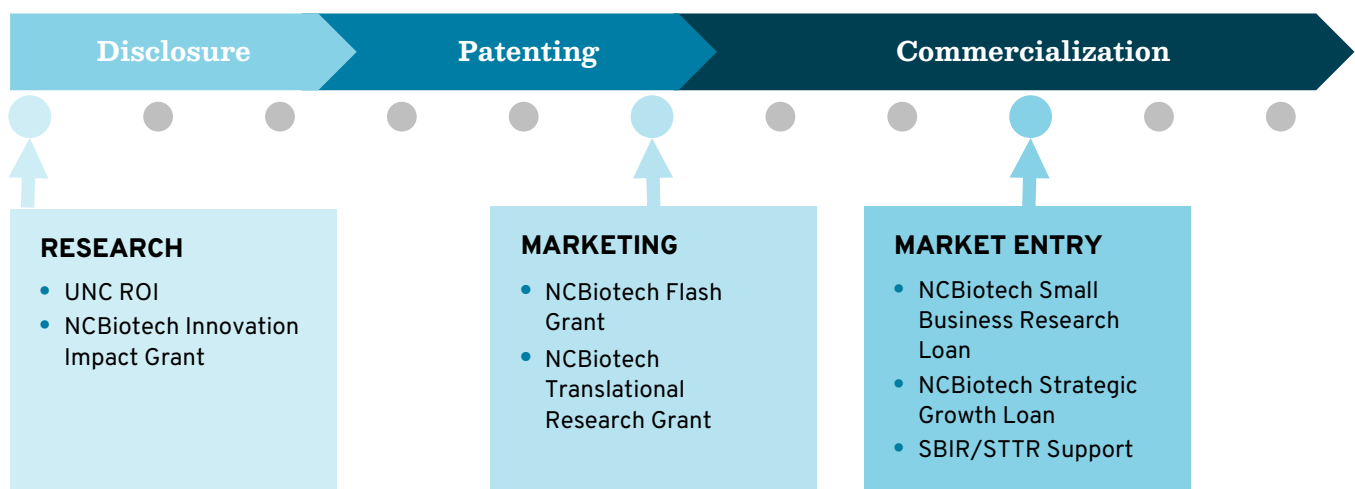 Disclosure
Patenting
Commercialization
RESEARCH
• UNC ROI
• NCBiotech Innovation
Impact Grant
MARKETING
• NCBiotech Flash
Grant
• NCBiotech
Translational
Research Grant
MARKET ENTRY
• NCBiotech Small
Business Research
Loan
• NCBiotech Strategic
Growth Loan
• SBIR/STTR Support